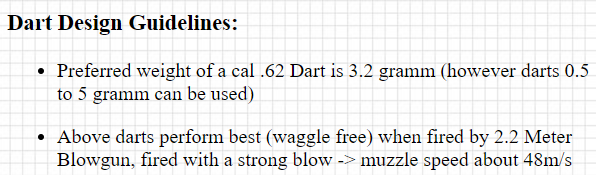 Dart Design Guidelines:
• Preferred weight of a cal .62 Dart is 3.2 gramm (however darts 0.5
to 5 gramm can be used)
• Above darts perform best (waggle free) when fired by 2.2 Meter
Blowgun, fired with a strong blow -> muzzle speed about 48m/s